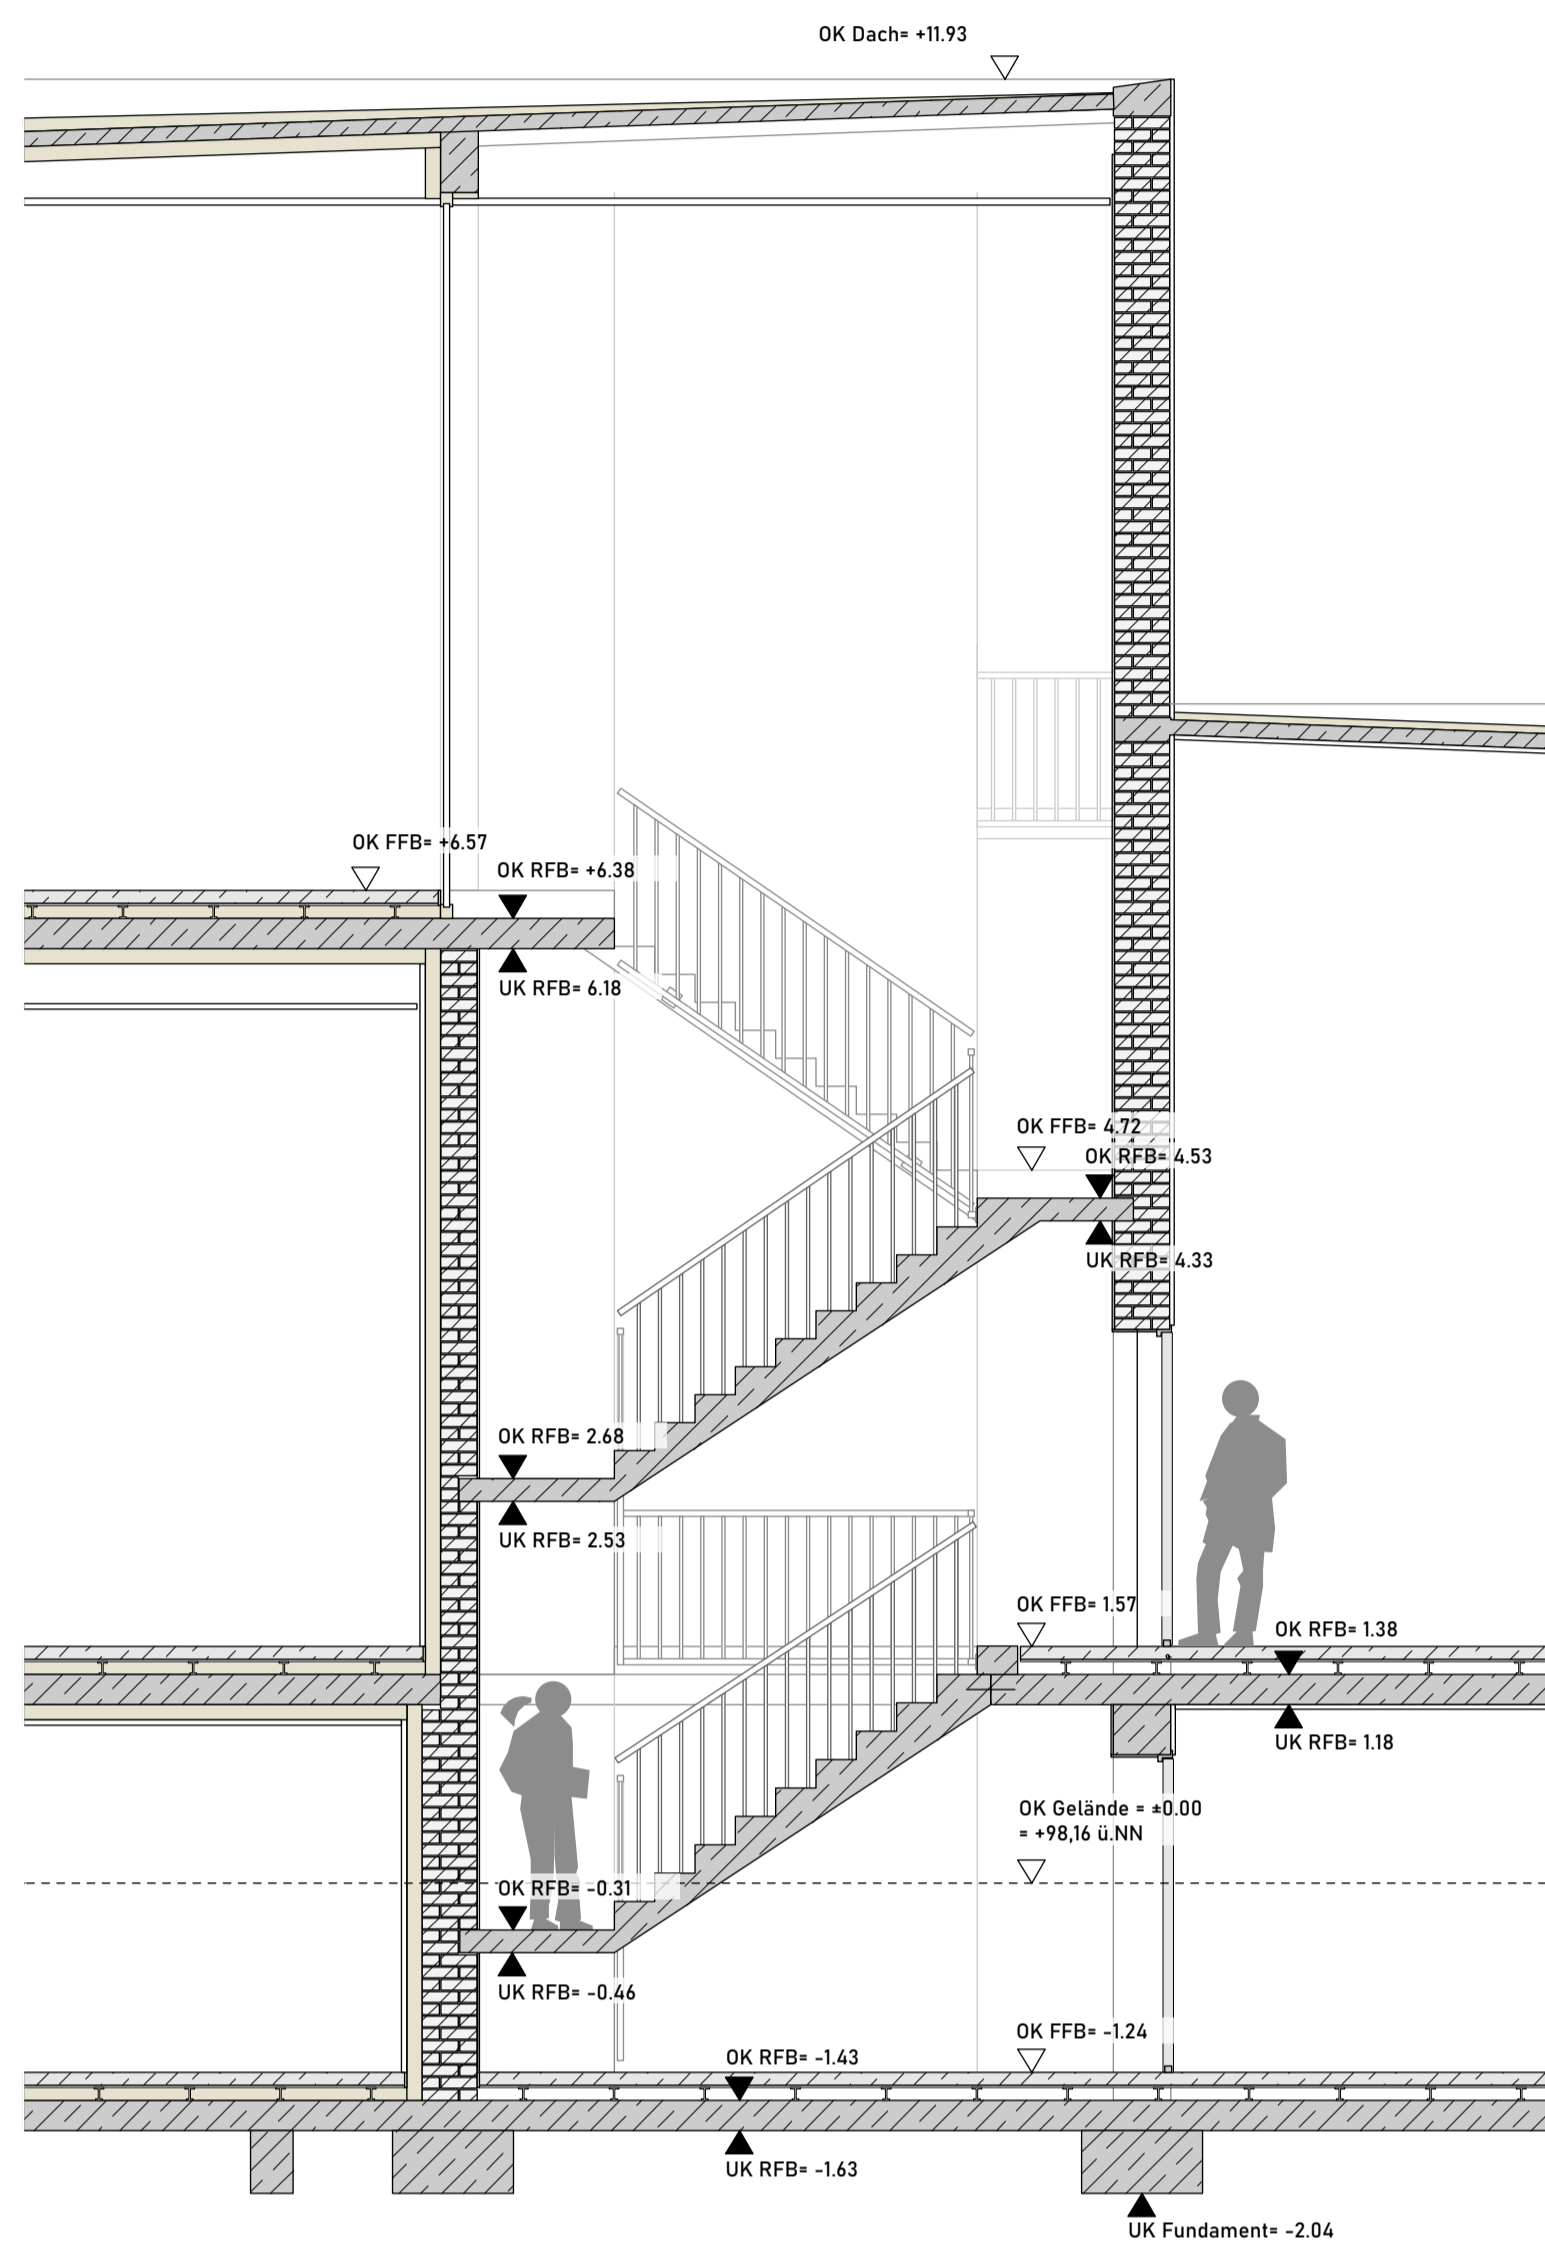 OK Dach= +11.93
OK FFB= +6.57
OK RFB= +6.38
UK RFB= 6.18
OK FFB= 4.72
OK RFB= 4.53
UK RFB= 4.33
OK RFB= 2.68
UK RFB= 2.53
OK FFB= 1.57
OK RFB= 1.38
UK RFB= 1.18
OK Gelände = ±0.00
= +98,16 ü.NN
OK RFB= -0.31
UK RFB= -0.46
OK FFB= -1.24
OK RFB= -1.43
UK RFB= -1.63
UK Fundament= -2.04